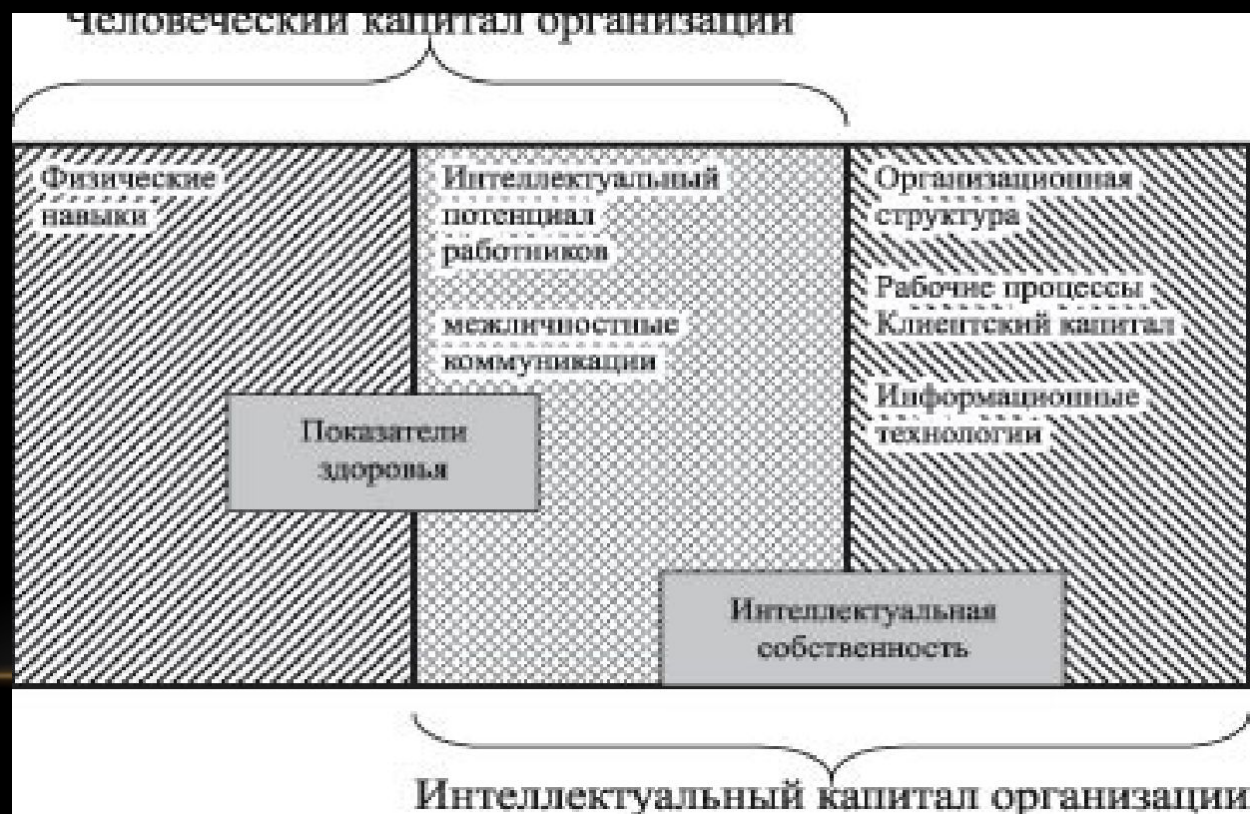 Человеческий капитал организации
Физические
навыки
Интеллектуальный
потенциал
работников
межличностные
коммуникации
Организационная
структура
Рабочие процессы
Клиентский капитал
Информационные
технологии
Показатели
здоровья
Интеллектуальная
собственность
Интеллектуальный капитал организации